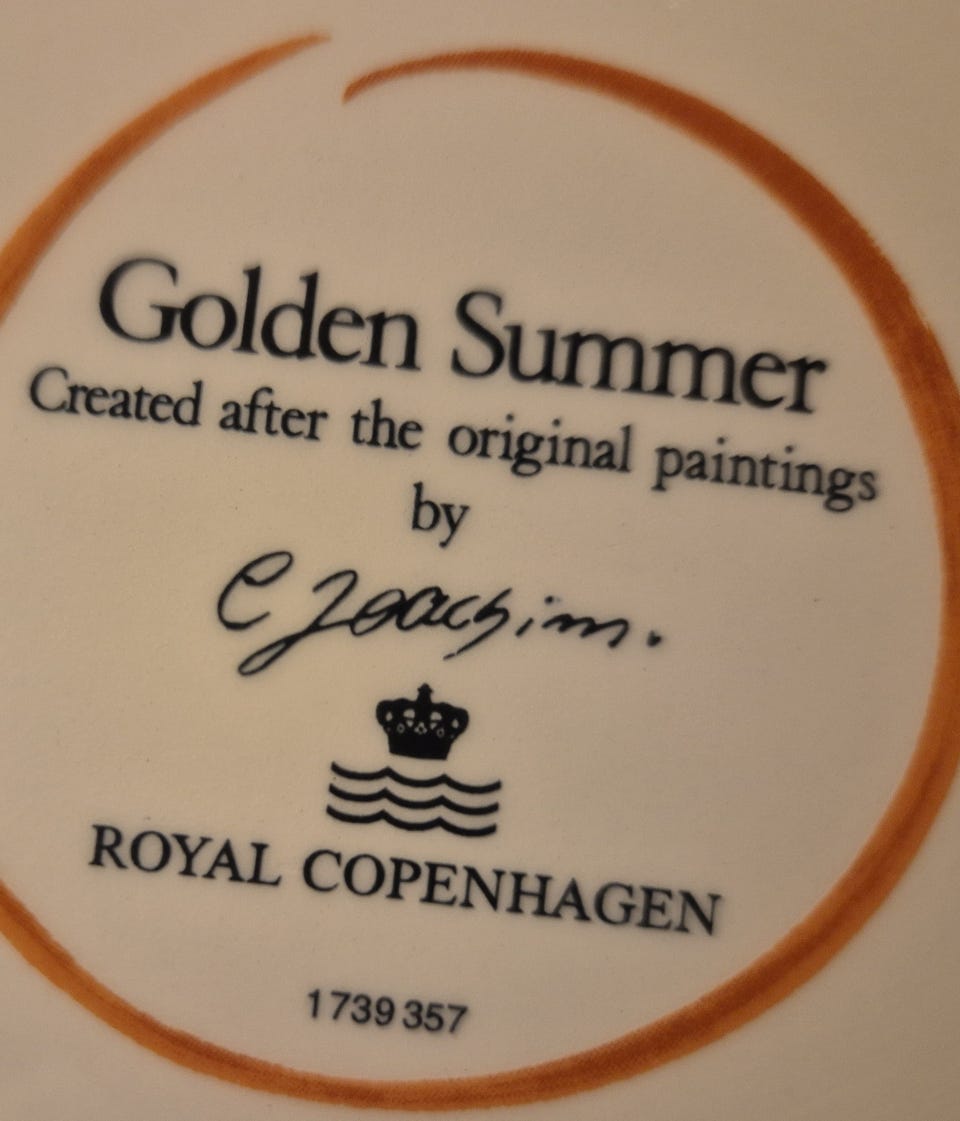 Golden Summer
Created after the original paintings
by
C Joachim.
ROYAL COPENHAGEN
1739 357